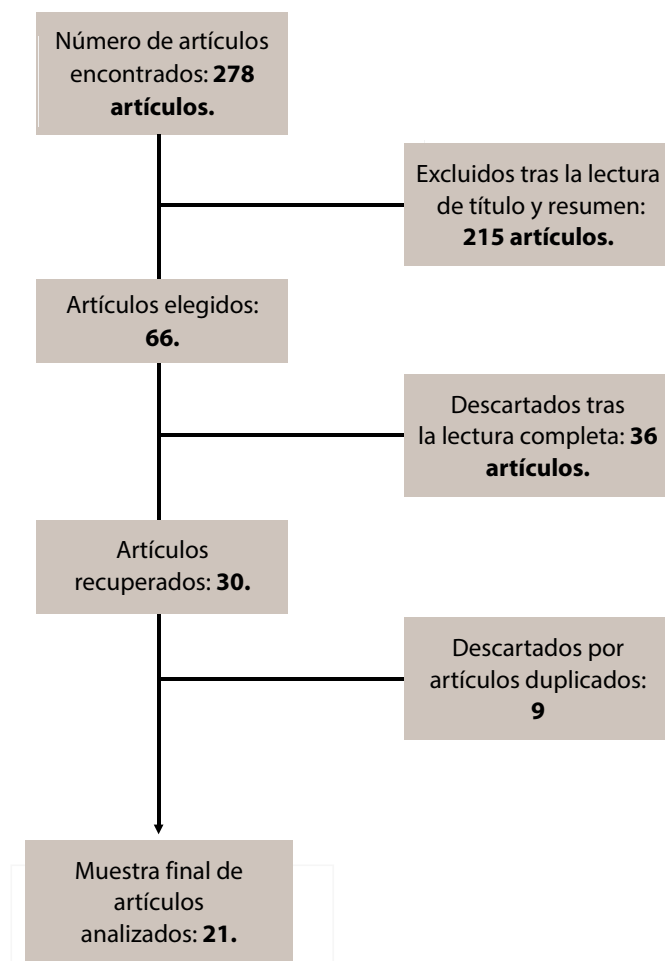 Número de artículos
encontrados: 278
artículos.
Excluidos tras la lectura
de título y resumen:
215 artículos.
Artículos elegidos:
66.
Descartados tras
la lectura completa: 36
artículos.
Artículos
recuperados: 30.
Descartados por
artículos duplicados:
9
Muestra final de
artículos
analizados: 21.